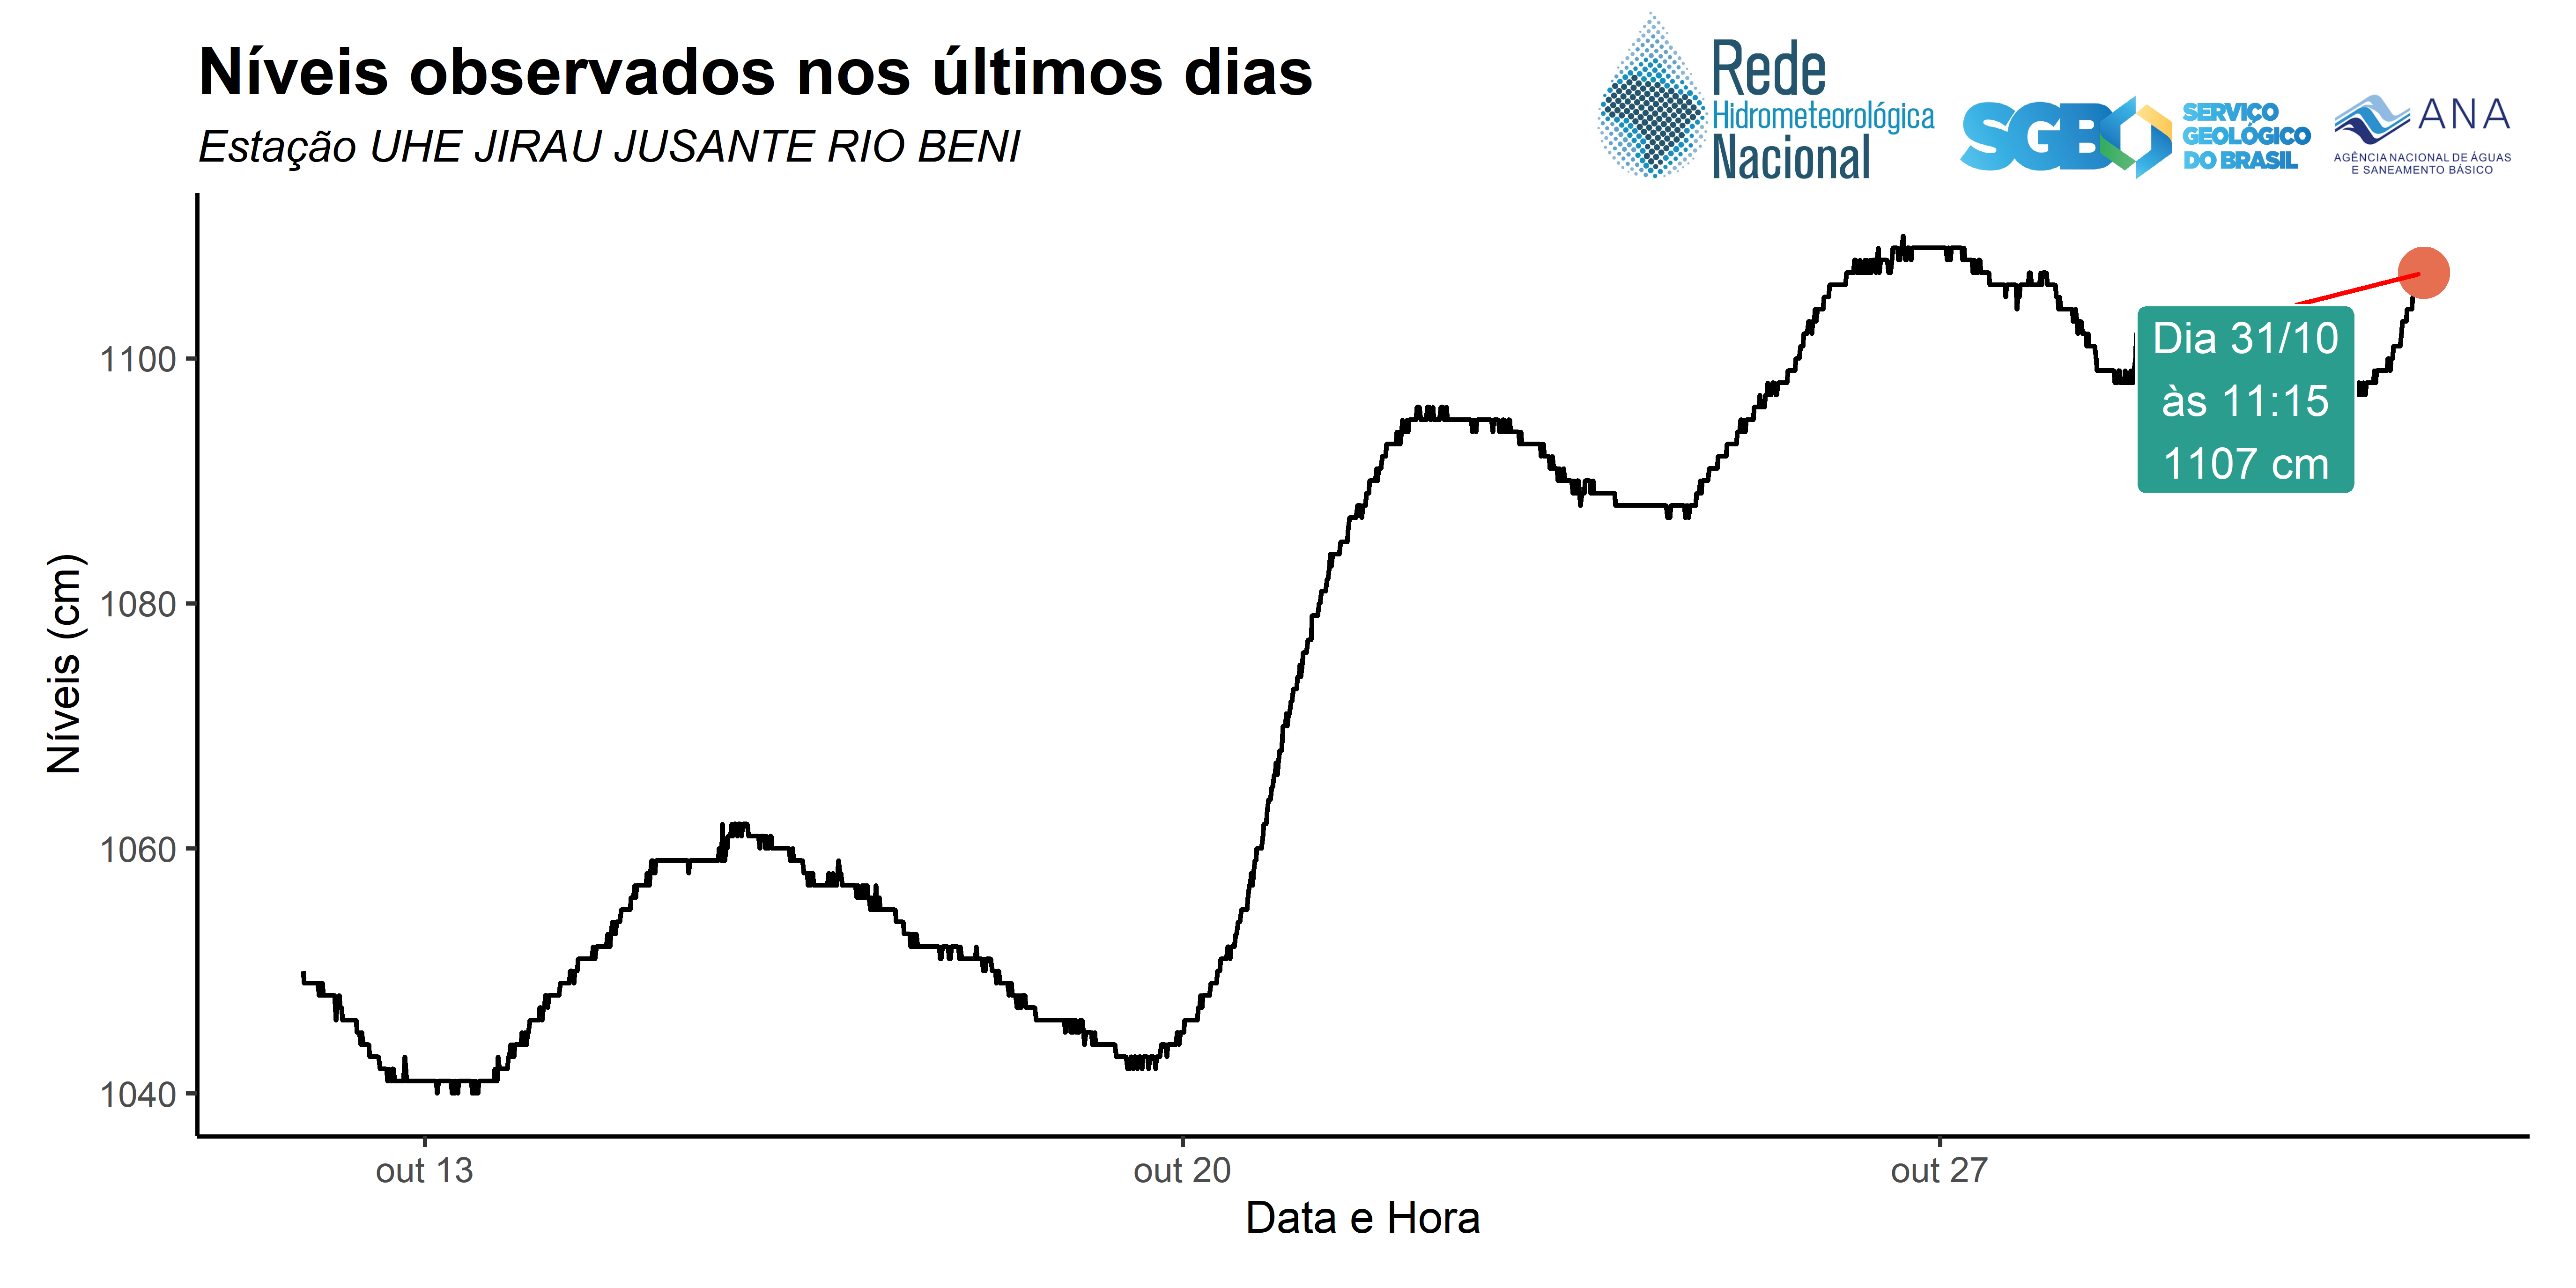 Níveis observados nos últimos dias
Estação UHE JIRAU JUSANTE RIO BENI
Rede
Hidrometeorológica
Nacional
SGB
SERVIÇO
GEOLÓGICO
DO BRASIL
ANA
AGÊNCIA NACIONAL DE ÁGUAS
E SANEAMENTO BÁSICO
Níveis (cm)
1100
1080
1060
1040
Dia 31/10
às 11:15
1107 cm
out 13
out 20
out 27
Data e Hora